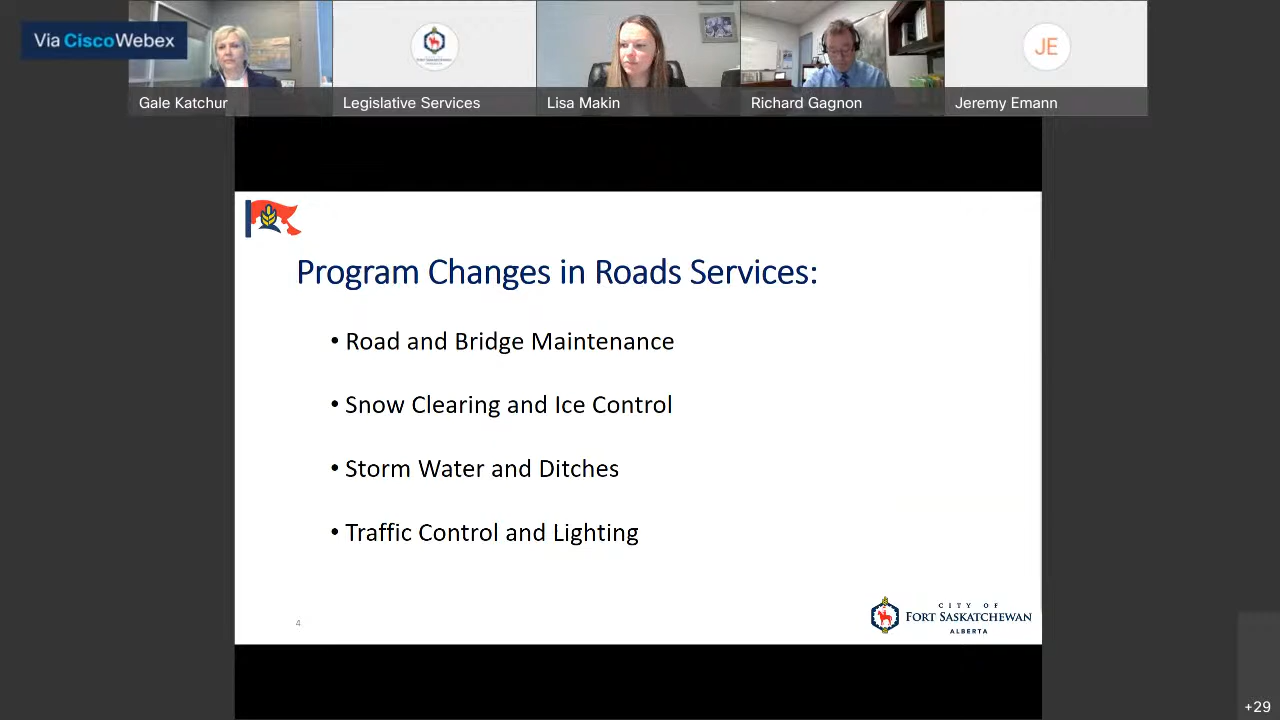 Via CiscoWebex
Gale Katchur
Legislative Services
Lisa Makin
Richard Gagnon
Jeremy Emann
JE
Program Changes in Roads Services:
• Road and Bridge Maintenance
• Snow Clearing and Ice Control
• Storm Water and Ditches
• Traffic Control and Lighting
4
CITY OF
FORT SASKATCHEWAN
ALBERTA
+29